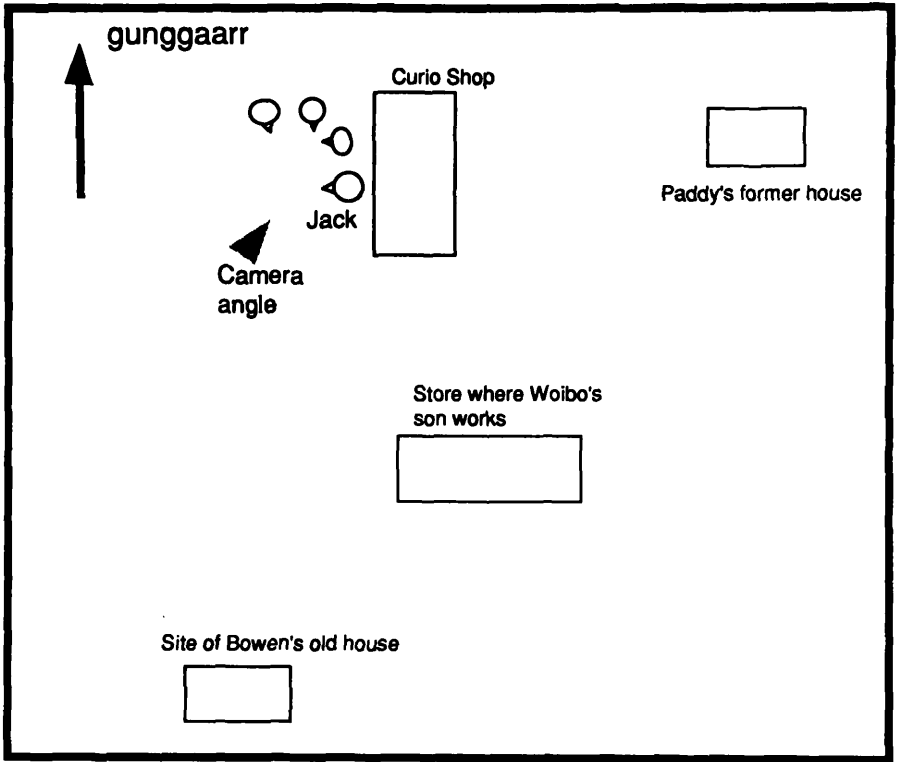 gunggaarr
Curio Shop
Paddy's former house
Jack
Camera
angle
Store where Woibo's
son works
Site of Bowen's old house